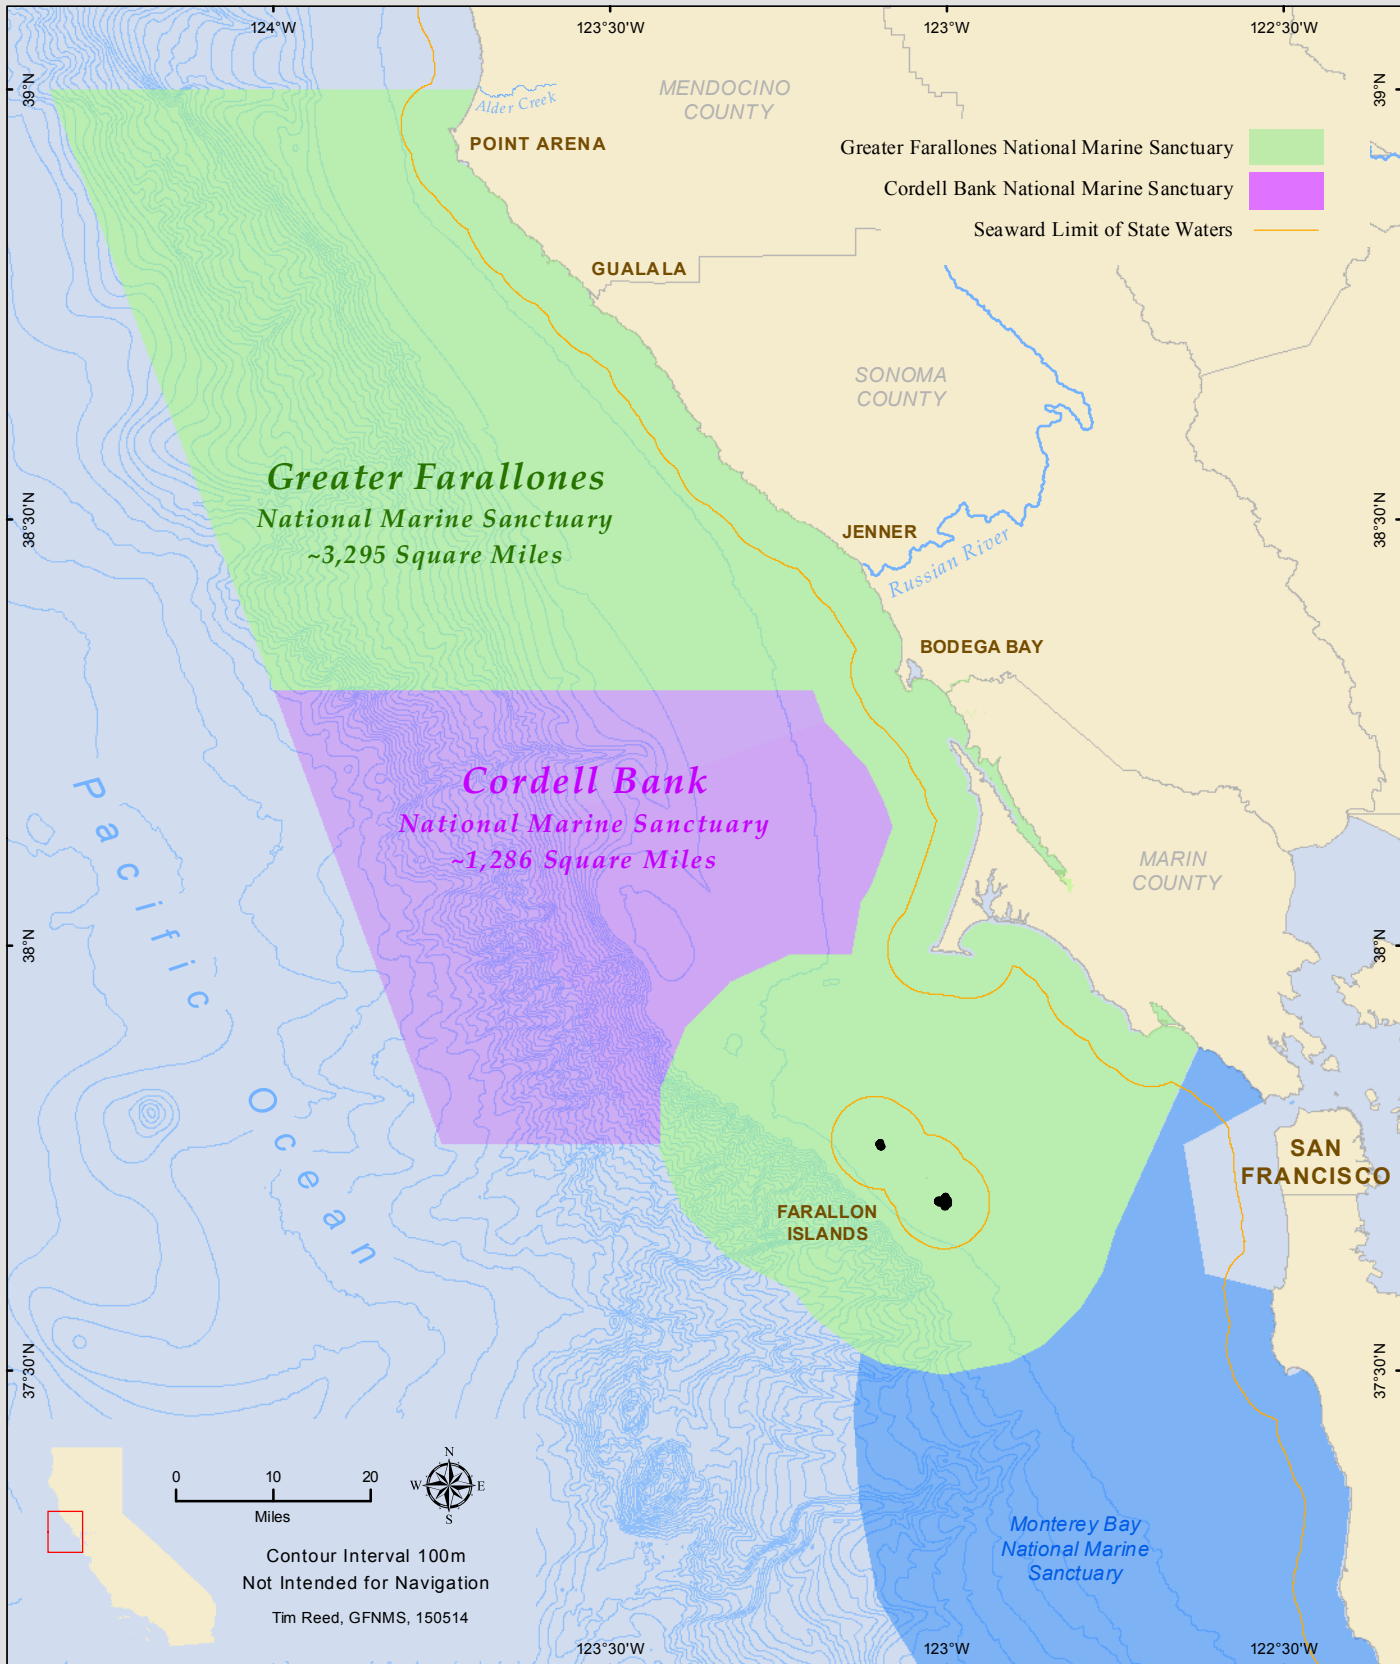 124°W
123°30'W
123°W
122°30'W
39°N
39°N
Alder Creek
MENDOCINO
COUNTY
POINT ARENA
Greater Farallones National Marine Sanctuary
Cordell Bank National Marine Sanctuary
Seaward Limit of State Waters
GUALALA
SONOMA
COUNTY
Greater Farallones
National Marine Sanctuary
~3,295 Square Miles
38°30'N
38°30'N
JENNER
Russian River
BODEGA BAY
Cordell Bank
National Marine Sanctuary
~1,286 Square Miles
MARIN
COUNTY
Pacific
Ocean
38°N
38°N
SAN
FRANCISCO
FARALLON
ISLANDS
37°30'N
37°30'N
0 10 20
Miles
N
W E
S
Contour Interval 100m
Not Intended for Navigation
Tim Reed, GFNMS, 150514
Monterey Bay
National Marine
Sanctuary
123°30'W
123°W
122°30'W